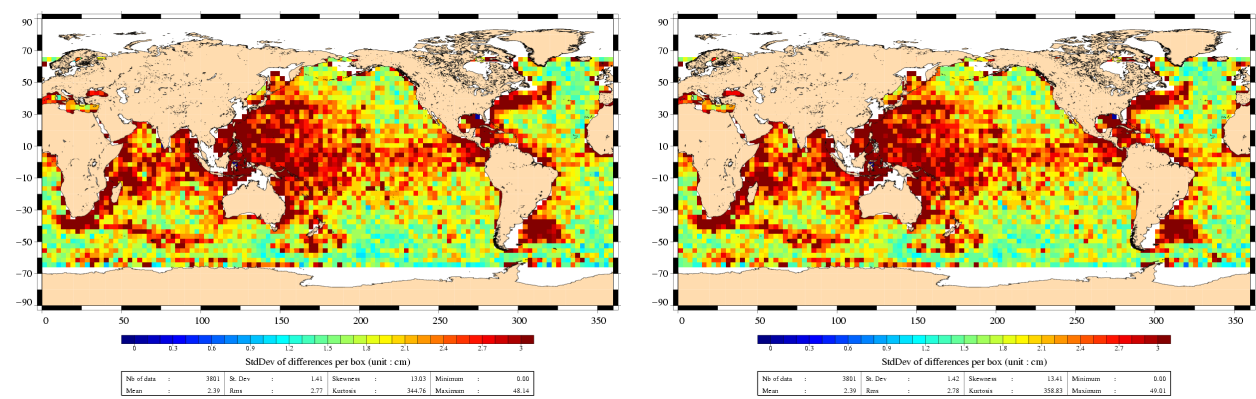 90
70
50
30
10
−10
−30
−50
−70
−90
0 50 100 150 200 250 300 350
0 0.3 0.6 0.9 1.2 1.5 1.8 2.1 2.4 2.7 3
StdDev of differences per box (unit : cm)
Nb of data : 3801 St. Dev : 1.41 Skewness : 13.03 Minimum : 0.00
Mean : 2.39 Rms : 2.77 Kurtosis : 344.76 Maximum : 48.14
90
70
50
30
10
−10
−30
−50
−70
−90
0 50 100 150 200 250 300 350
0 0.3 0.6 0.9 1.2 1.5 1.8 2.1 2.4 2.7 3
StdDev of differences per box (unit : cm)
Nb of data : 3801 St. Dev : 1.42 Skewness : 13.41 Minimum : 0.00
Mean : 2.39 Rms : 2.78 Kurtosis : 358.83 Maximum : 49.01